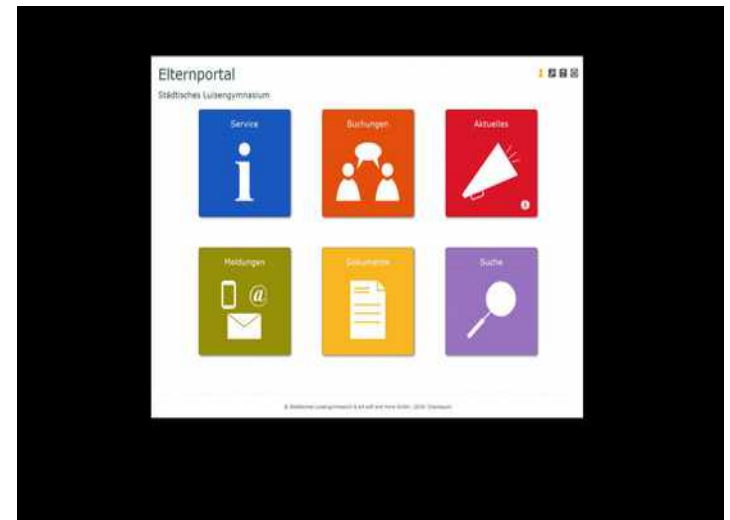 Elternportal
Städtisches Luisengymnasium
Service
Buchungen
Aktuelles
Meldungen
@
Dokumente
Suche